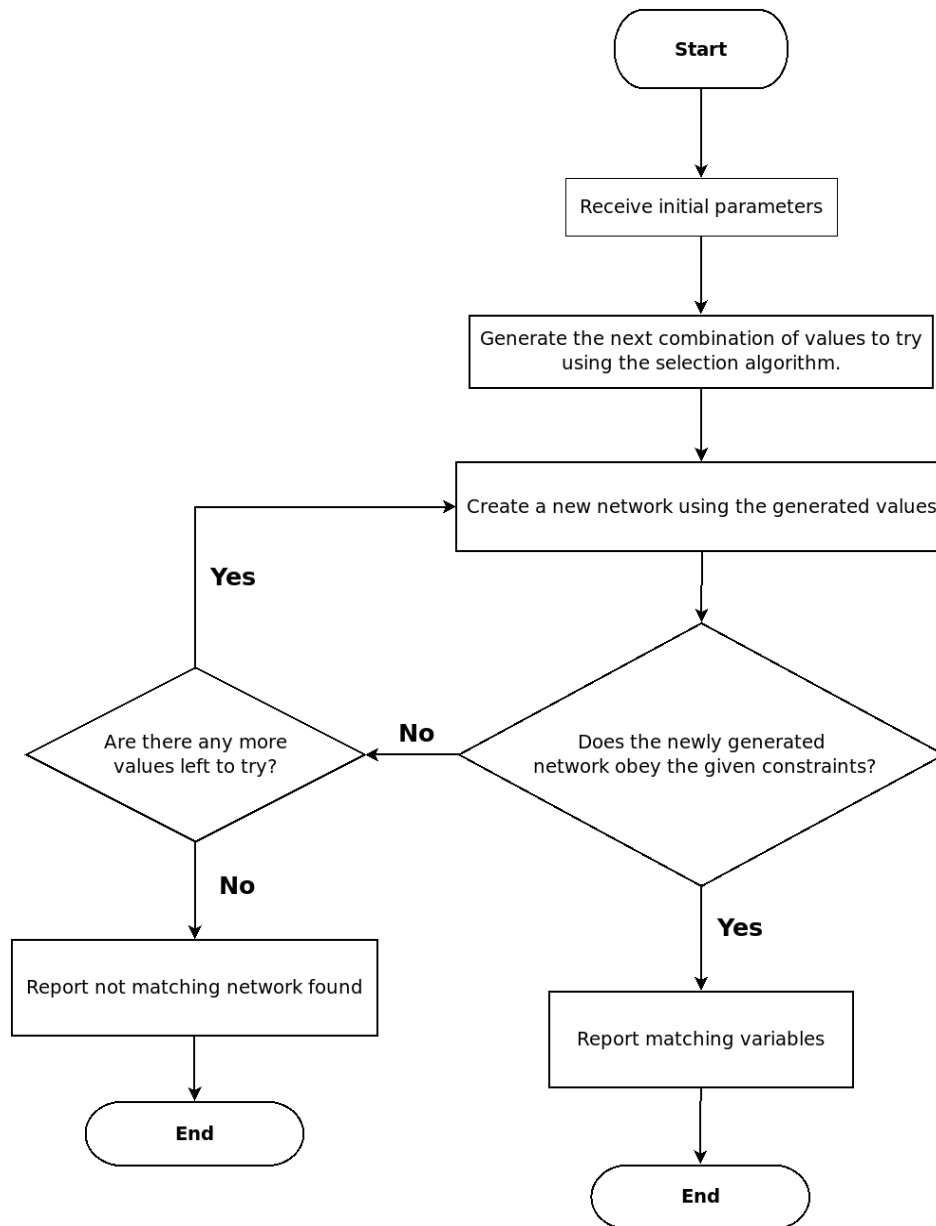 Start
Receive initial parameters
Generate the next combination of values to try
using the selection algorithm.
Create a new network using the generated values
Yes
Does the newly generated
network obey the given constraints?
No
Are there any more
values left to try?
No
Yes
Report not matching network found
Report matching variables
End
End